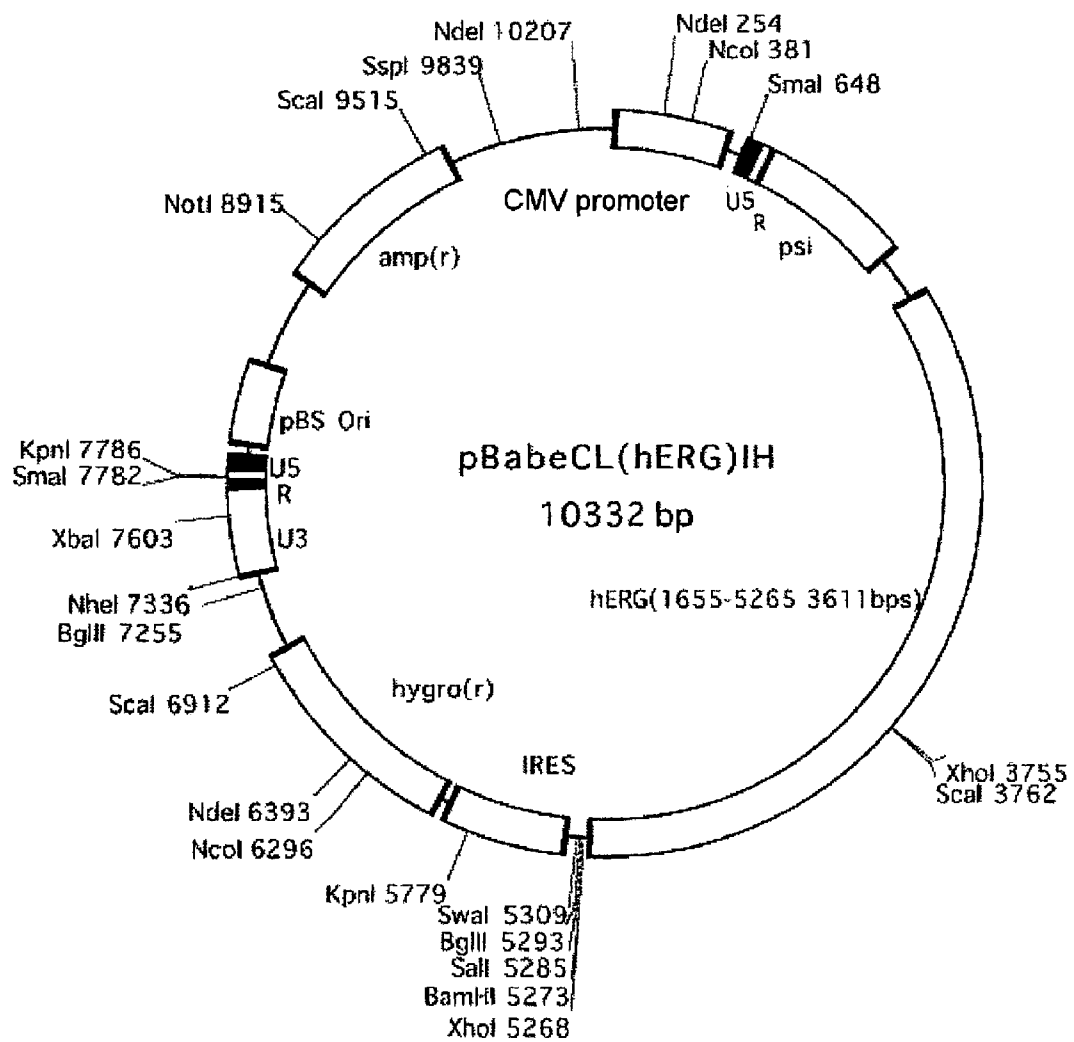 NdeI 10207
NdeI 254
NcoI 381
SspI 9839
SmaI 648
ScaI 9515
NotI 8915
CMV promoter
U5
R
psi
amp(r)
pBS Ori
KpnI 7786
SmaI 7782
U5
R
pBabeCL(hERG)IH
10332 bp
XbaI 7603
U3
NheI 7336
BglII 7255
hERG(1655-5265 3611bps)
ScaI 6912
hygro(r)
IRES
XhoI 3755
ScaI 3762
NdeI 6393
NcoI 6296
KpnI 5779
SwaI 5309
BglII 5293
SalI 5285
BamHI 5273
XhoI 5268